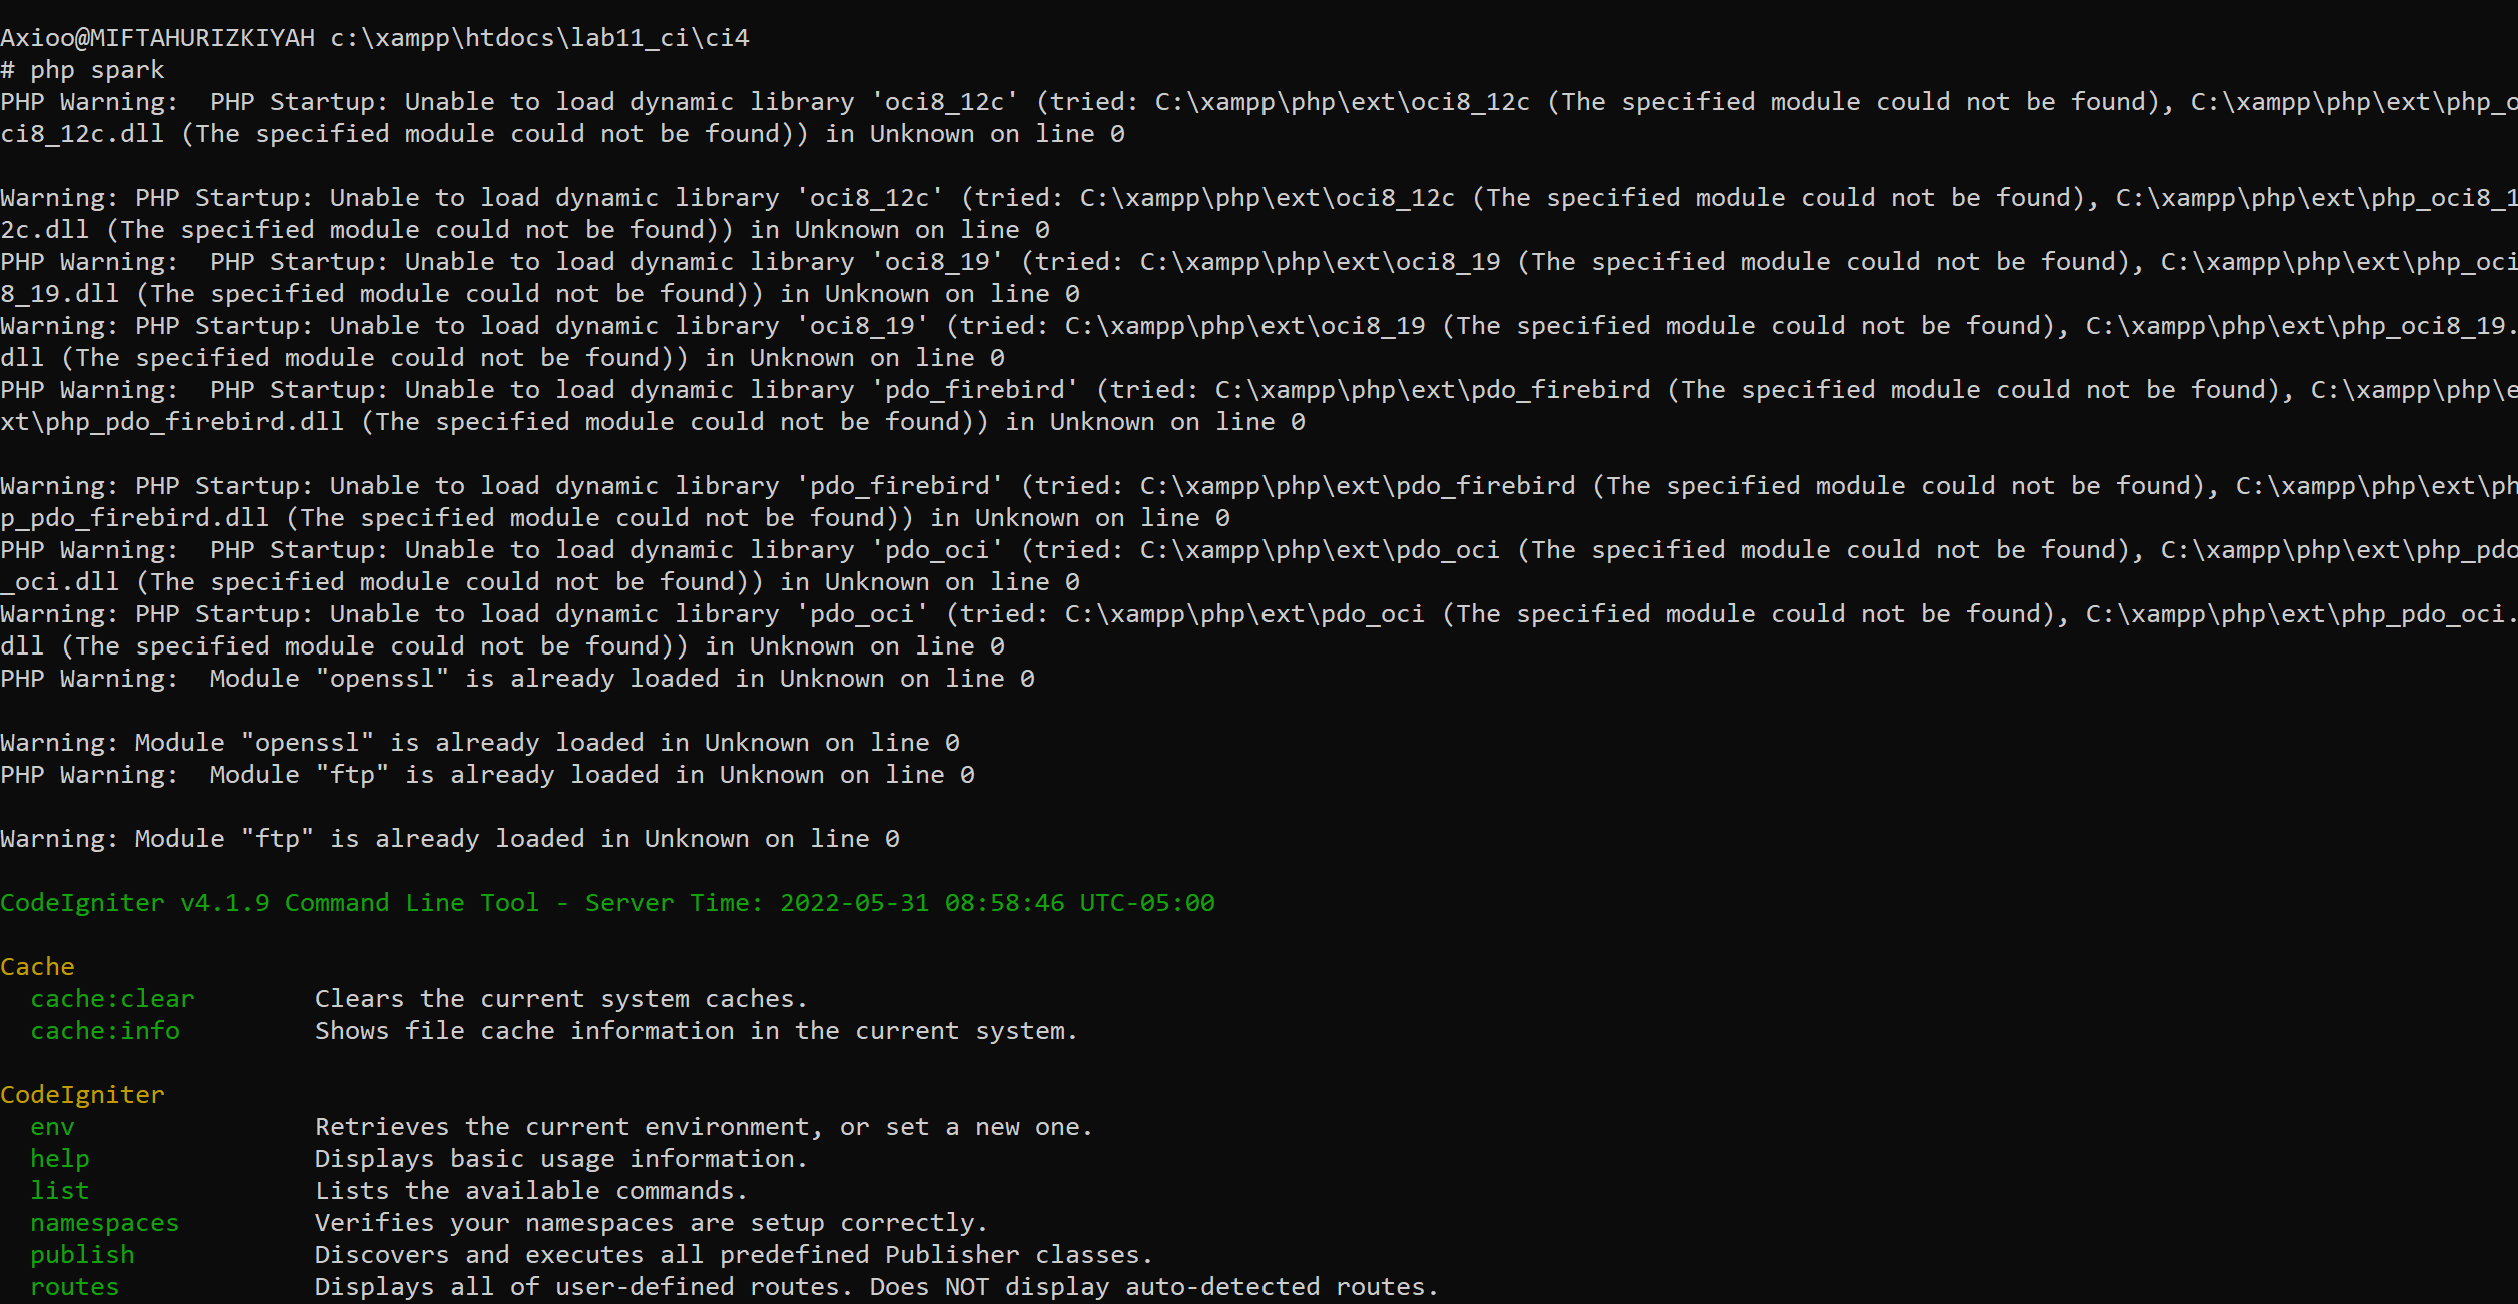 Axioo@MIFTAHURIZKIYAH c:\xampp\htdocs\lab11_ci\ci4
# php spark
PHP Warning:  PHP Startup: Unable to load dynamic library 'oci8_12c' (tried: C:\xampp\php\ext\oci8_12c (The specified module could not be found), C:\xampp\php\ext\php_o
ci8_12c.dll (The specified module could not be found)) in Unknown on line 0

Warning: PHP Startup: Unable to load dynamic library 'oci8_12c' (tried: C:\xampp\php\ext\oci8_12c (The specified module could not be found), C:\xampp\php\ext\php_oci8_1
2c.dll (The specified module could not be found)) in Unknown on line 0
PHP Warning:  PHP Startup: Unable to load dynamic library 'oci8_19' (tried: C:\xampp\php\ext\oci8_19 (The specified module could not be found), C:\xampp\php\ext\php_oci
8_19.dll (The specified module could not be found)) in Unknown on line 0
Warning: PHP Startup: Unable to load dynamic library 'oci8_19' (tried: C:\xampp\php\ext\oci8_19 (The specified module could not be found), C:\xampp\php\ext\php_oci8_19.
dll (The specified module could not be found)) in Unknown on line 0
PHP Warning:  PHP Startup: Unable to load dynamic library 'pdo_firebird' (tried: C:\xampp\php\ext\pdo_firebird (The specified module could not be found), C:\xampp\php\e
xt\php_pdo_firebird.dll (The specified module could not be found)) in Unknown on line 0

Warning: PHP Startup: Unable to load dynamic library 'pdo_firebird' (tried: C:\xampp\php\ext\pdo_firebird (The specified module could not be found), C:\xampp\php\ext\ph
p_pdo_firebird.dll (The specified module could not be found)) in Unknown on line 0
PHP Warning:  PHP Startup: Unable to load dynamic library 'pdo_oci' (tried: C:\xampp\php\ext\pdo_oci (The specified module could not be found), C:\xampp\php\ext\php_pdo
_oci.dll (The specified module could not be found)) in Unknown on line 0
Warning: PHP Startup: Unable to load dynamic library 'pdo_oci' (tried: C:\xampp\php\ext\pdo_oci (The specified module could not be found), C:\xampp\php\ext\php_pdo_oci.
dll (The specified module could not be found)) in Unknown on line 0
PHP Warning:  Module "openssl" is already loaded in Unknown on line 0

Warning: Module "openssl" is already loaded in Unknown on line 0
PHP Warning:  Module "ftp" is already loaded in Unknown on line 0

Warning: Module "ftp" is already loaded in Unknown on line 0

CodeIgniter v4.1.9 Command Line Tool - Server Time: 2022-05-31 08:58:46 UTC-05:00

Cache
  cache:clear        Clears the current system caches.
  cache:info         Shows file cache information in the current system.

CodeIgniter
  env                Retrieves the current environment, or set a new one.
  help               Displays basic usage information.
  list               Lists the available commands.
  namespaces         Verifies your namespaces are setup correctly.
  publish            Discovers and executes all predefined Publisher classes.
  routes             Displays all of user-defined routes. Does NOT display auto-detected routes.